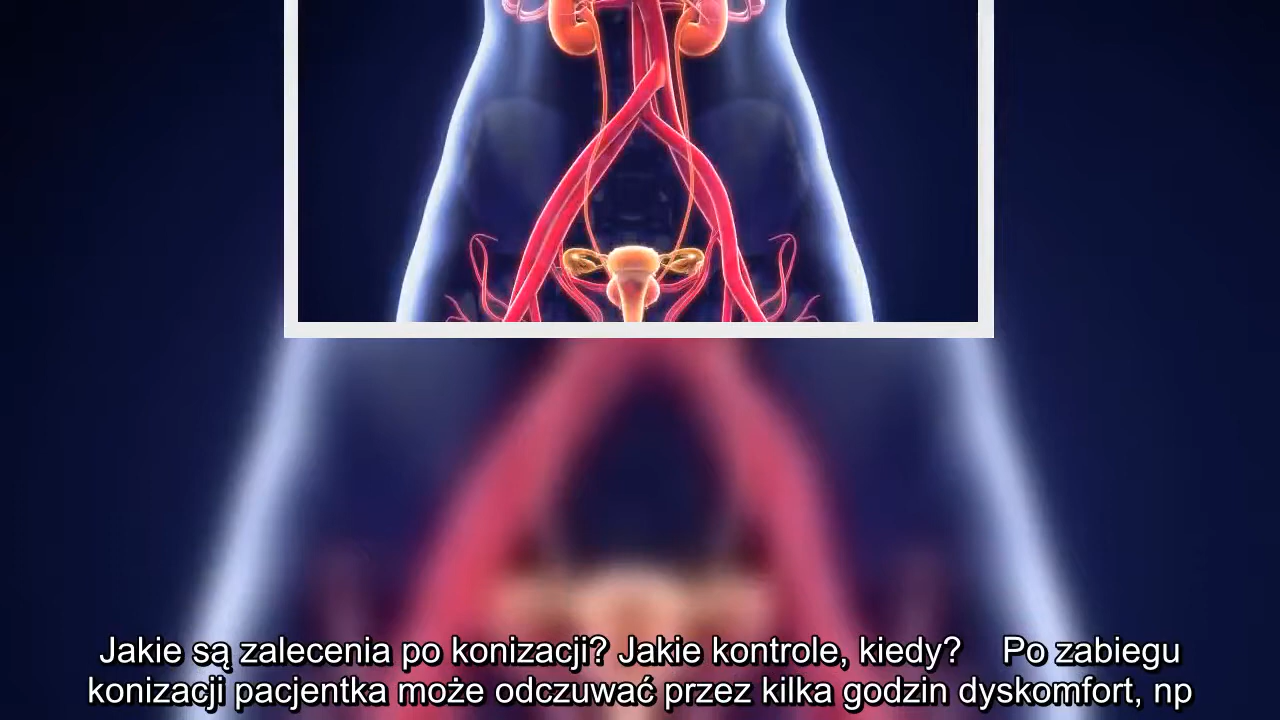 Jakie są zalecenia po konizacji? Jakie kontrole, kiedy? Po zabiegu
konizacji pacjentka może odczuwać przez kilka godzin dyskomfort, np